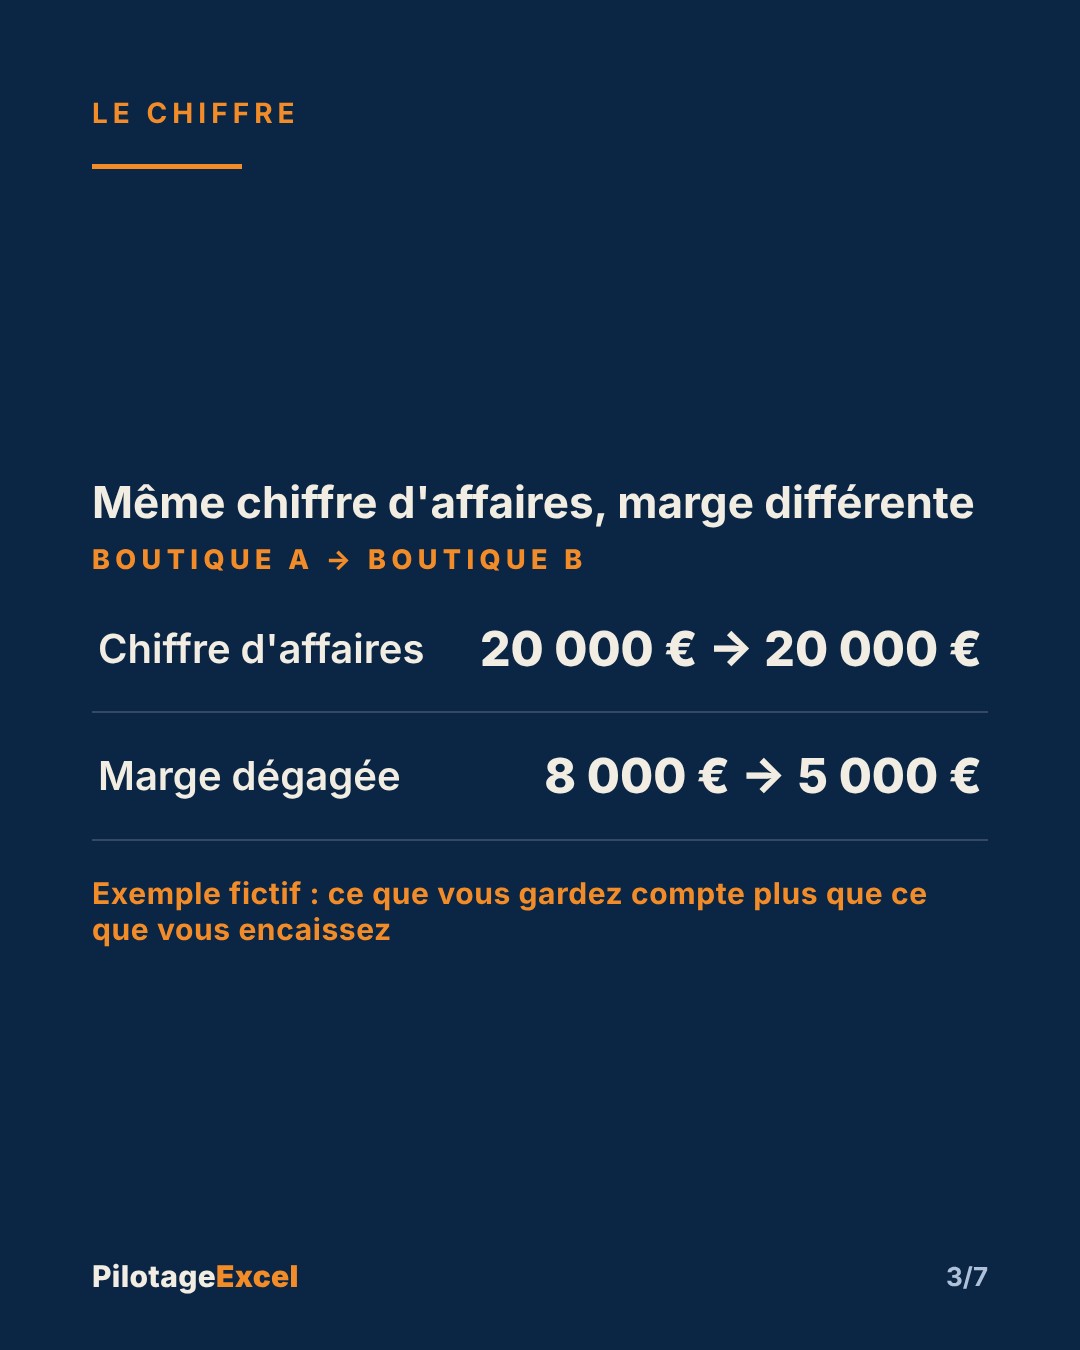 LE CHIFFRE
Même chiffre d'affaires, marge différente
BOUTIQUE A → BOUTIQUE B
Chiffre d'affaires 20 000 € → 20 000 €
Marge dégagée 8 000 € → 5 000 €
Exemple fictif : ce que vous gardez compte plus que ce
que vous encaissez
PilotageExcel 3/7